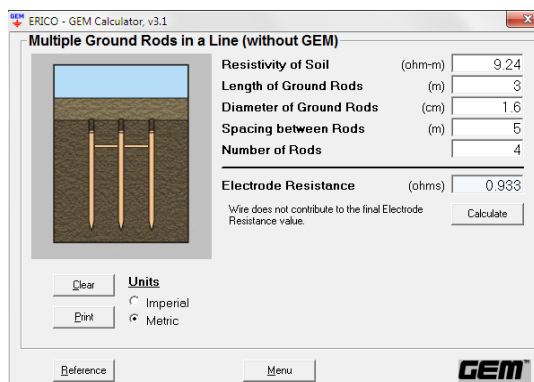 GEM
ERICO - GEM Calculator, v3.1
Multiple Ground Rods in a Line (without GEM)
Resistivity of Soil (ohm-m) 9.24
Length of Ground Rods (m) 3
Diameter of Ground Rods (cm) 1.6
Spacing between Rods (m) 5
Number of Rods 4
Electrode Resistance (ohms) 0.933
Wire does not contribute to the final Electrode
Resistance value.
Calculate
Clear
Print
Units
Imperial
Metric
Reference
Menu
GEM™